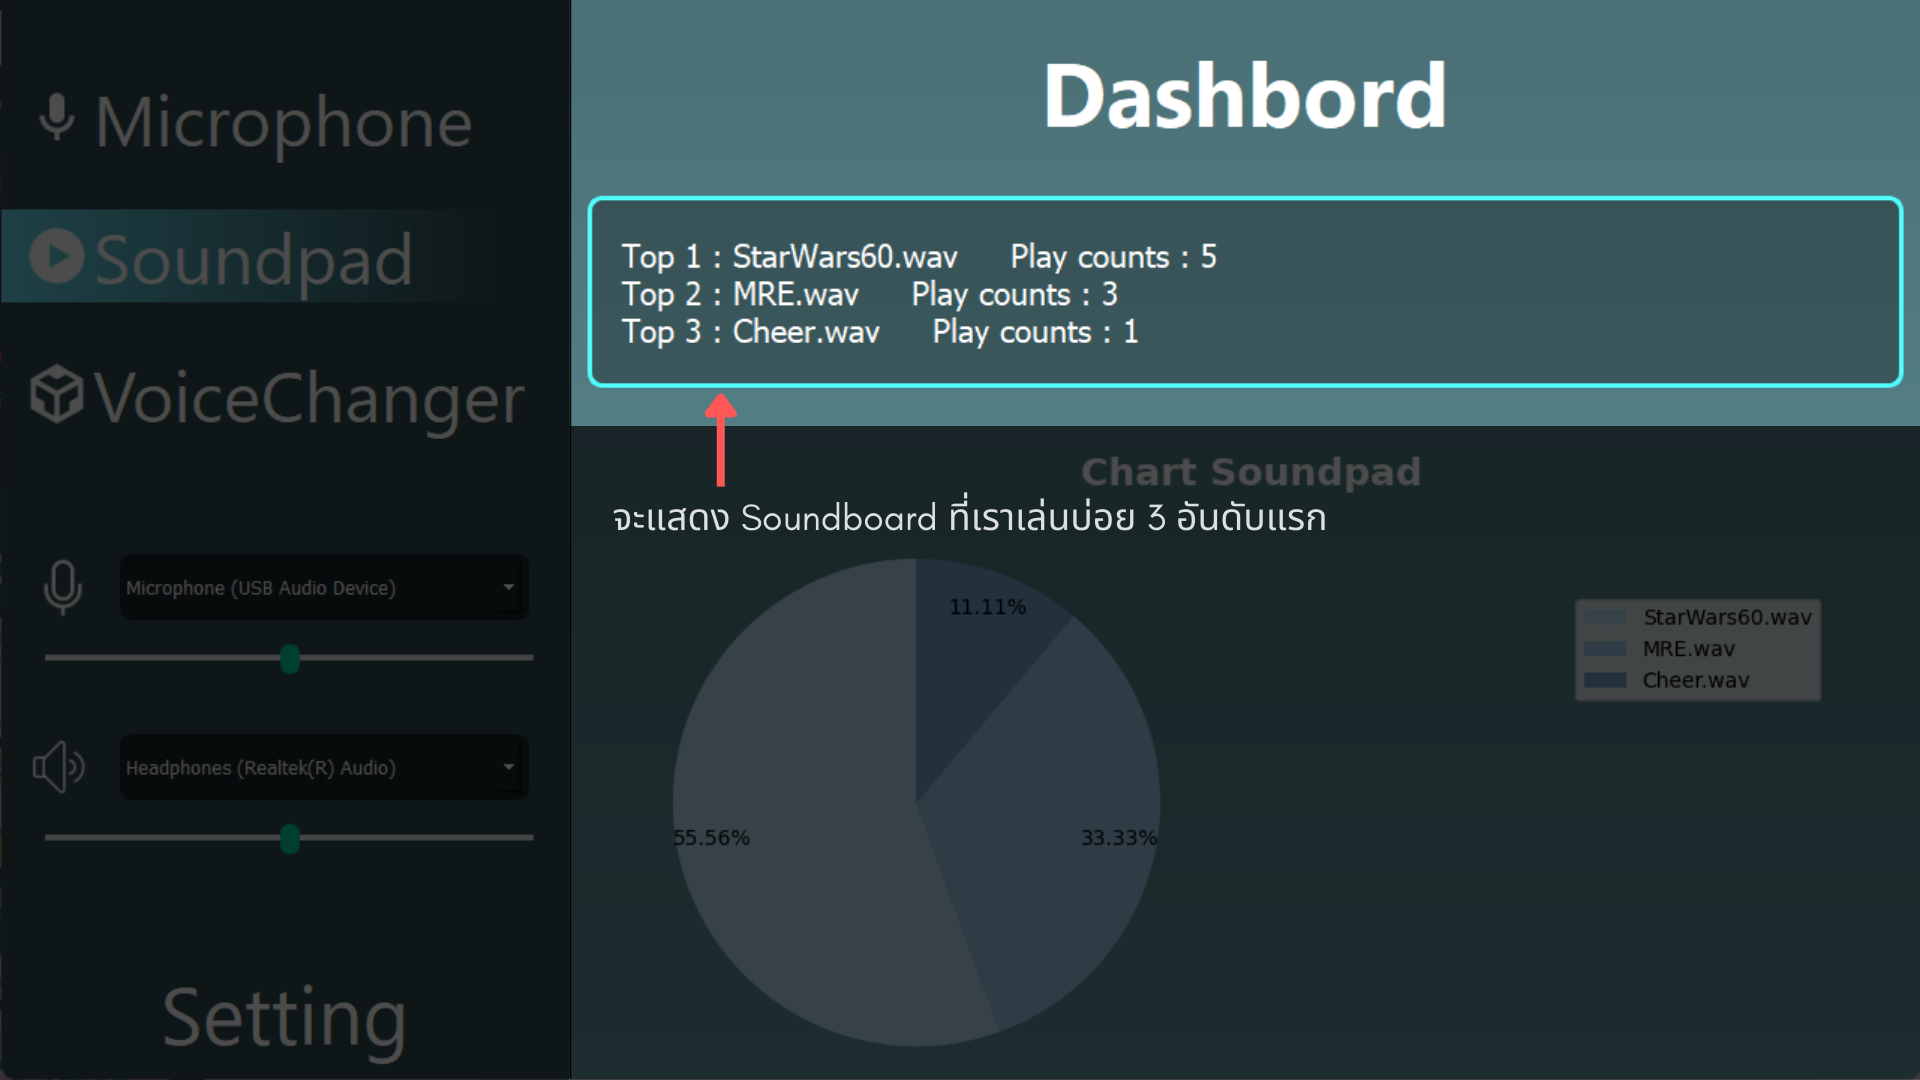 Microphone
Soundpad
VoiceChanger
Microphone (USB Audio Device)
Headphones (Realtek(R) Audio)
Setting
Dashbord
Top 1 : StarWars60.wav Play counts : 5
Top 2 : MRE.wav Play counts : 3
Top 3 : Cheer.wav Play counts : 1
Chart Soundpad
จะแสดง Soundboard ที่เราเล่นบ่อย 3 อันดับแรก
11.11%
55.56%
33.33%
StarWars60.wav
MRE.wav
Cheer.wav